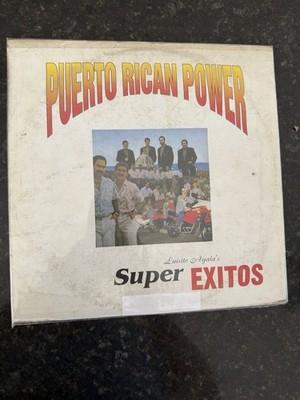 PUERTO RICAN POWER
Luisito Ayala's
Super EXITOS